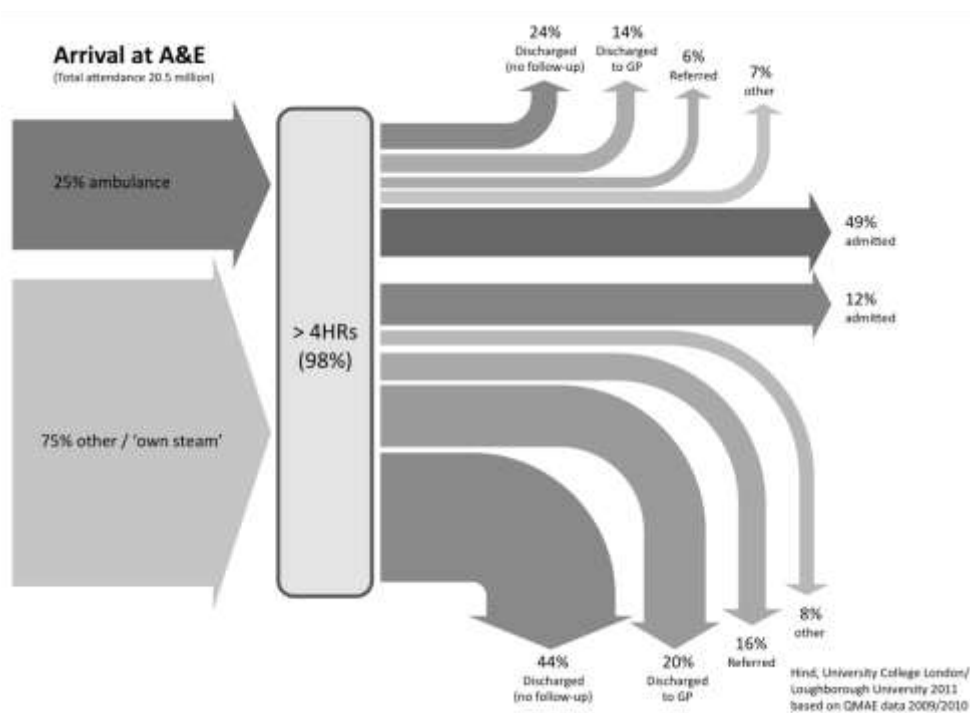 Arrival at A&E
(Total attendance 20.5 million)
25% ambulance
75% other / ‘own steam’
> 4HRs
(98%)
24%
Discharged
(no follow-up)
14%
Discharged
to GP
6%
Referred
7%
other
49%
admitted
12%
admitted
8%
other
16%
Referred
20%
Discharged
to GP
44%
Discharged
(no follow-up)
Hind, University College London/
Loughborough University 2011
based on QMAE data 2009/2010